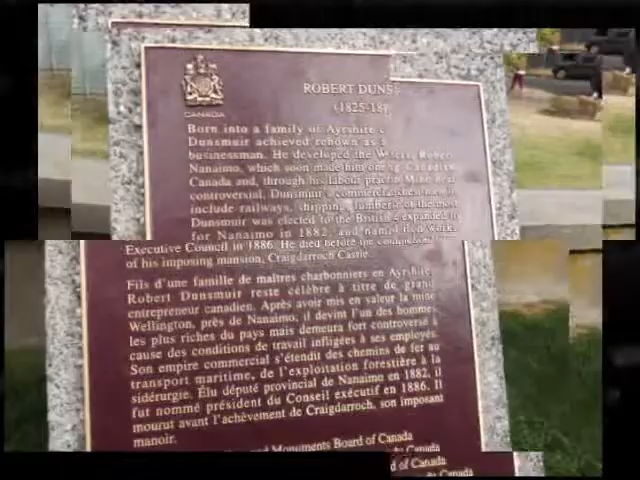 CANADA
ROBERT DUNS
(1825-18
Born into a family of Ayrshire c
Dunsmuir achieved renown as a
businessman. He developed the Robert
Nanaimo, which soon made him
Canada and, through his labour
controversial, Dunsmuir's commercial
include railways, shipping, lumber the most
Dunsmuir was elected to the expanded
for Nanaimo in 1882, and named
Executive Council in 1886. He died before the
of his imposing mansion, Craigdarroch Castle.
Fils d'une famille de maîtres charbonniers en Ayrshire,
Robert Dunsmuir reste célèbre à titre de grand
entrepreneur canadien. Après avoir mis en valeur la mine
Wellington, près de Nanaimo, il devint l'un des hommes
les plus riches du pays mais demeura fort controversé à
cause des conditions de travail infligées à ses employés.
Son empire commercial s'étendit des chemins de fer au
transport maritime, de l'exploitation forestière à la
sidérurgie. Élu député provincial de Nanaimo en 1882, il
fut nommé président du Conseil exécutif en 1886. Il
mourut avant l'achèvement de Craigdarroch, son imposant
manoir.
and Monuments Board of Canada
Canada
d of Canada
Canada